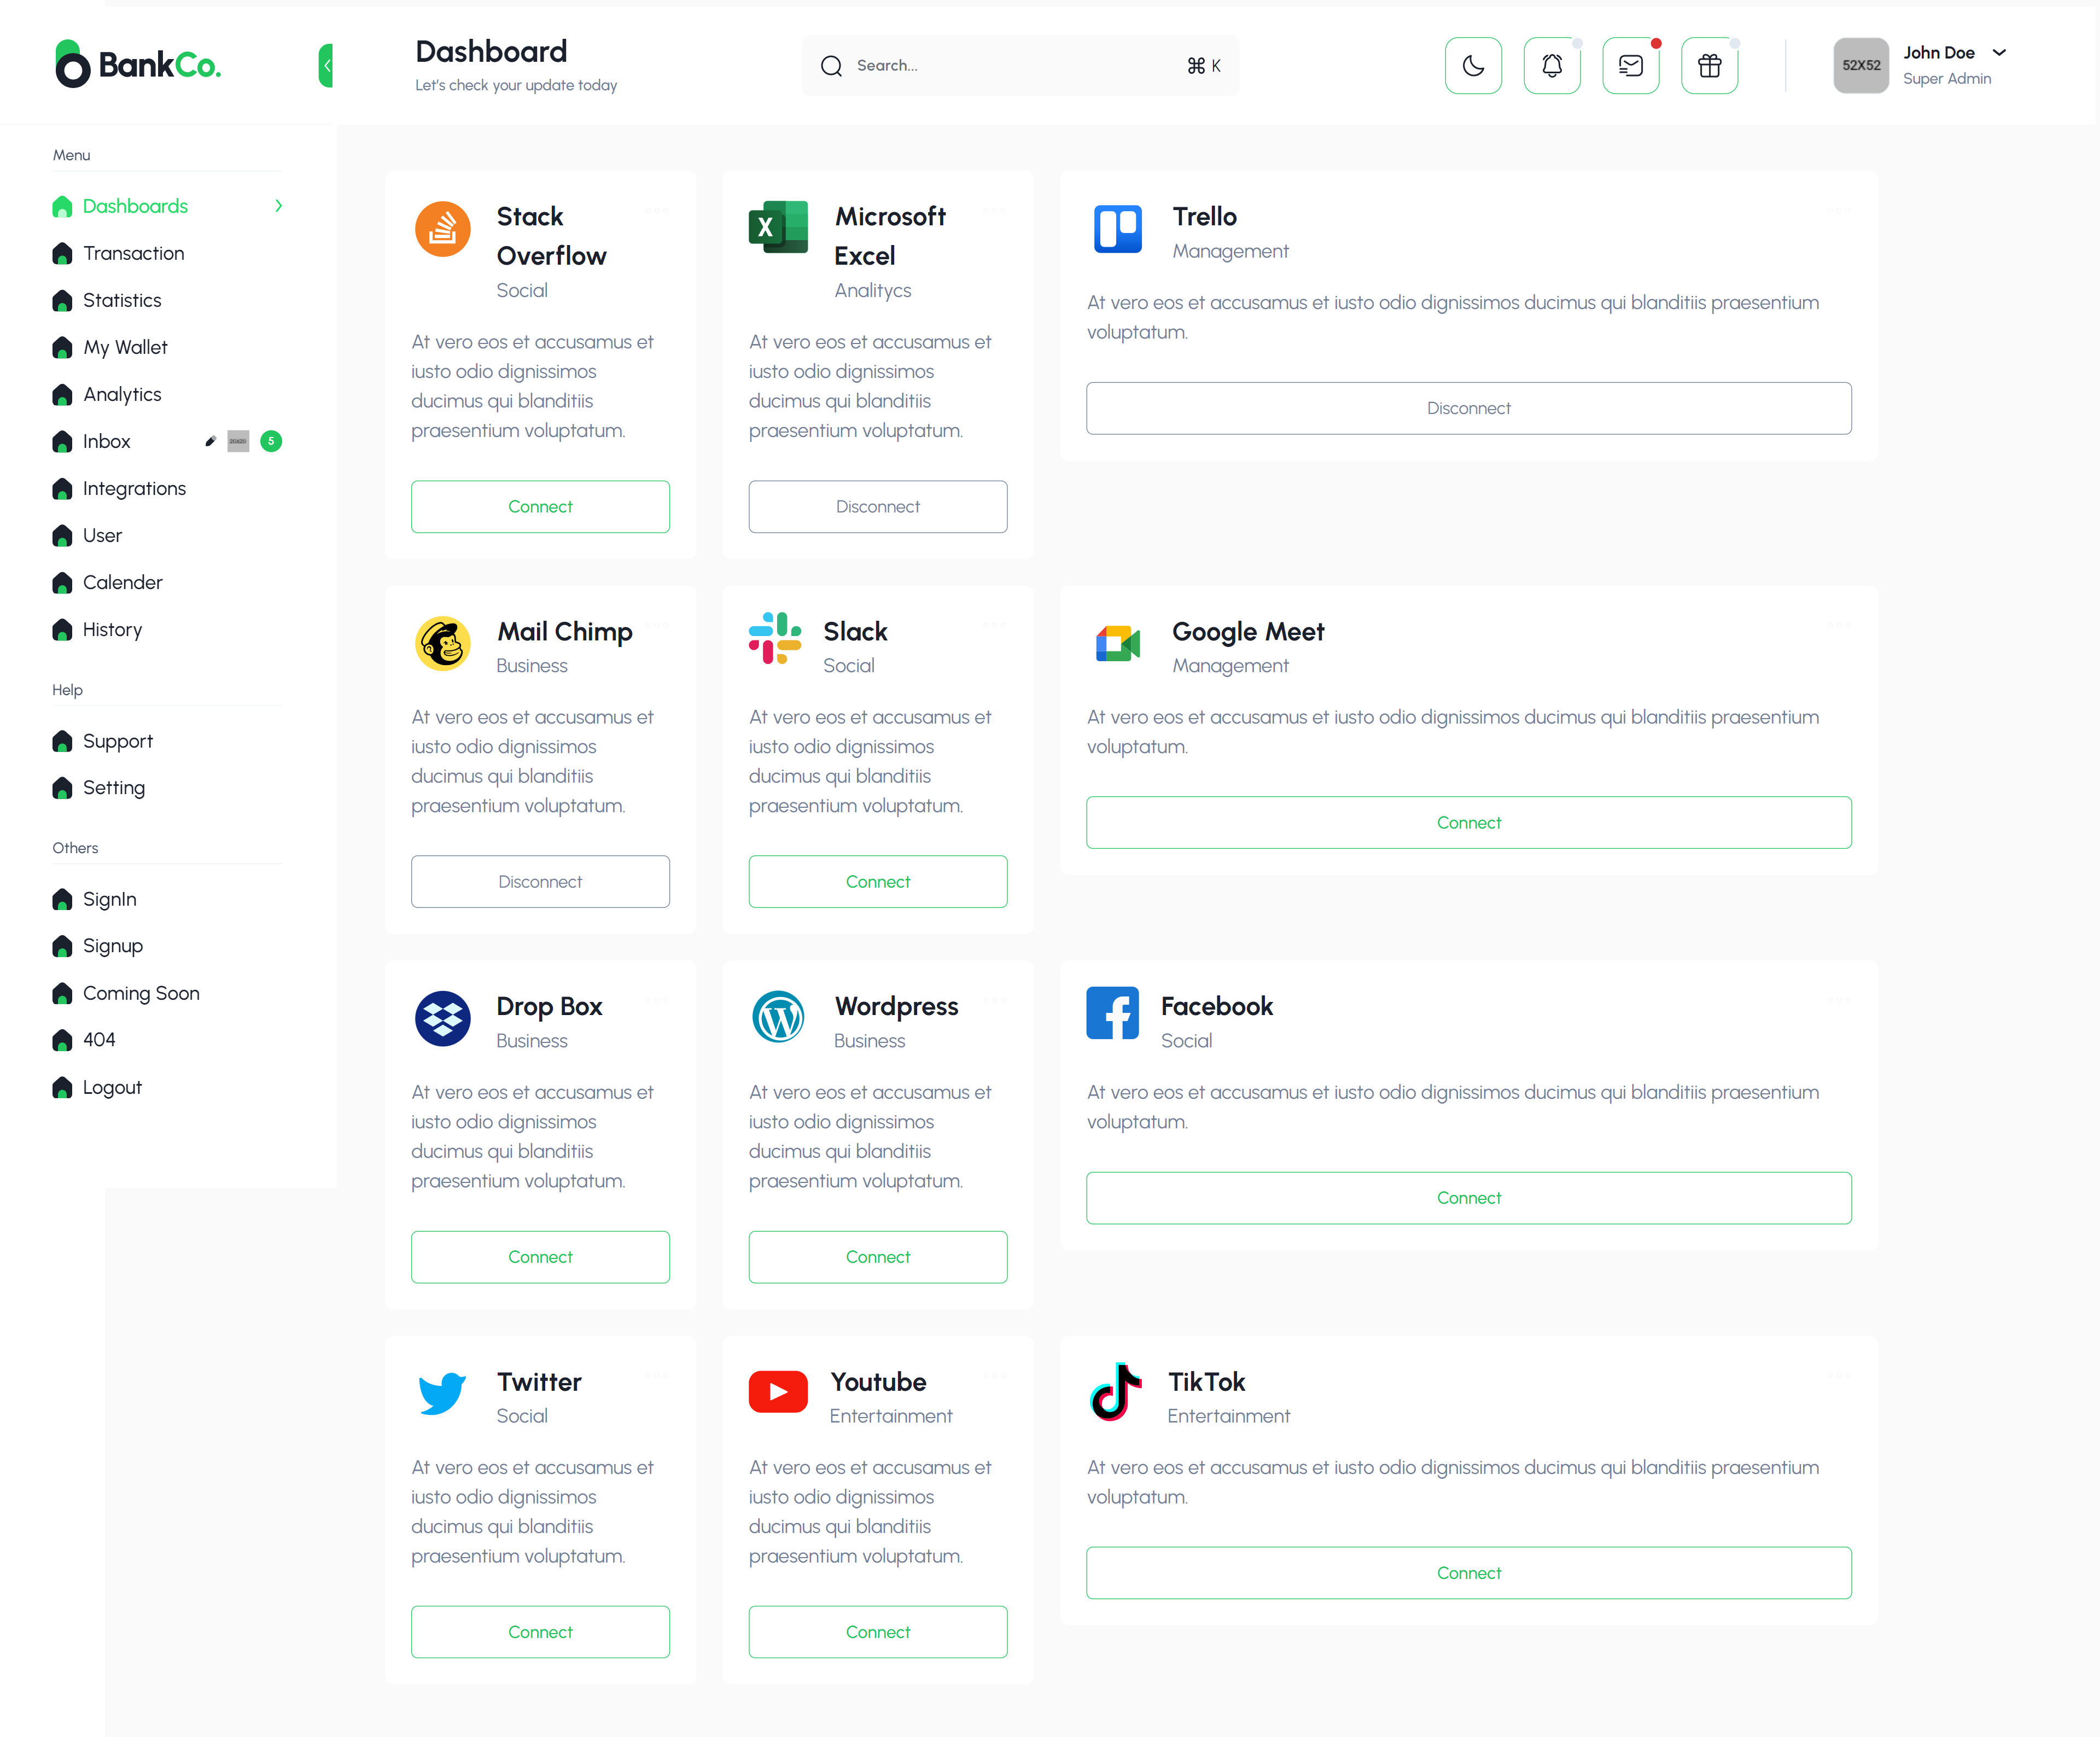 BankCo.
Dashboard
Let's check your update today
Search...
⌘ K
52X52
John Doe
Super Admin
Menu
Dashboards
Transaction
Statistics
My Wallet
Analytics
Inbox
20X20
5
Integrations
User
Calender
History
Help
Support
Setting
Others
SignIn
Signup
Coming Soon
404
Logout
Stack
Overflow
Social
At vero eos et accusamus et
iusto odio dignissimos
ducimus qui blanditiis
praesentium voluptatum.
Connect
X
Microsoft
Excel
Analitycs
At vero eos et accusamus et
iusto odio dignissimos
ducimus qui blanditiis
praesentium voluptatum.
Disconnect
Trello
Management
At vero eos et accusamus et iusto odio dignissimos ducimus qui blanditiis praesentium
voluptatum.
Disconnect
Mail Chimp
Business
At vero eos et accusamus et
iusto odio dignissimos
ducimus qui blanditiis
praesentium voluptatum.
Disconnect
Slack
Social
At vero eos et accusamus et
iusto odio dignissimos
ducimus qui blanditiis
praesentium voluptatum.
Connect
Google Meet
Management
At vero eos et accusamus et iusto odio dignissimos ducimus qui blanditiis praesentium
voluptatum.
Connect
Drop Box
Business
At vero eos et accusamus et
iusto odio dignissimos
ducimus qui blanditiis
praesentium voluptatum.
Connect
Wordpress
Business
At vero eos et accusamus et
iusto odio dignissimos
ducimus qui blanditiis
praesentium voluptatum.
Connect
Facebook
Social
At vero eos et accusamus et iusto odio dignissimos ducimus qui blanditiis praesentium
voluptatum.
Connect
Twitter
Social
At vero eos et accusamus et
iusto odio dignissimos
ducimus qui blanditiis
praesentium voluptatum.
Connect
Youtube
Entertainment
At vero eos et accusamus et
iusto odio dignissimos
ducimus qui blanditiis
praesentium voluptatum.
Connect
TikTok
Entertainment
At vero eos et accusamus et iusto odio dignissimos ducimus qui blanditiis praesentium
voluptatum.
Connect